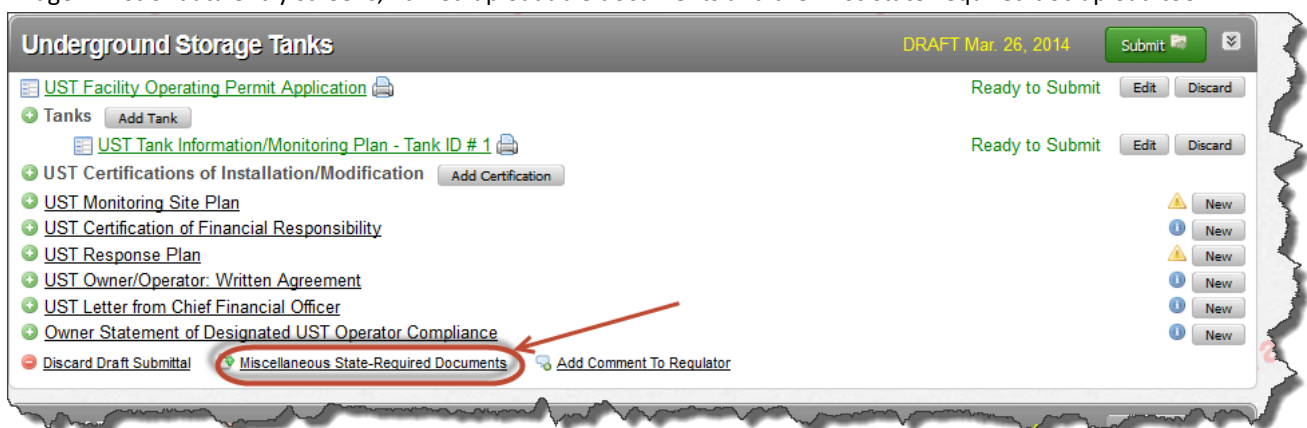 Underground Storage Tanks DRAFT Mar. 26, 2014 Submit
UST Facility Operating Permit Application Ready to Submit Edit Discard
Tanks Add Tank
UST Tank Information/Monitoring Plan - Tank ID # 1 Ready to Submit Edit Discard
UST Certifications of Installation/Modification Add Certification
UST Monitoring Site Plan New
UST Certification of Financial Responsibility New
UST Response Plan New
UST Owner/Operator: Written Agreement New
UST Letter from Chief Financial Officer New
Owner Statement of Designated UST Operator Compliance New
Discard Draft Submittal Miscellaneous State-Required Documents Add Comment To Regulator